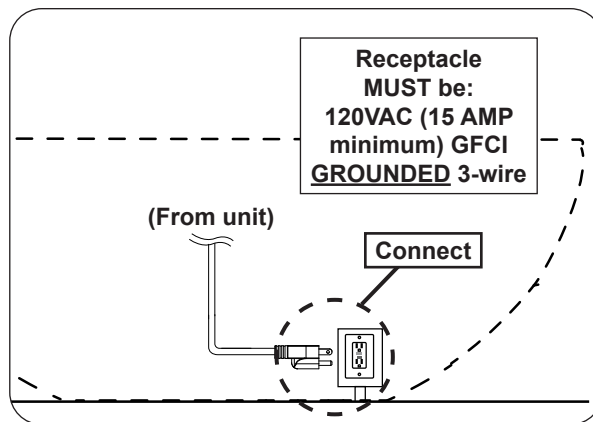 Receptacle
MUST be:
120VAC (15 AMP
minimum) GFCI
GROUNDED 3-wire
(From unit)
Connect